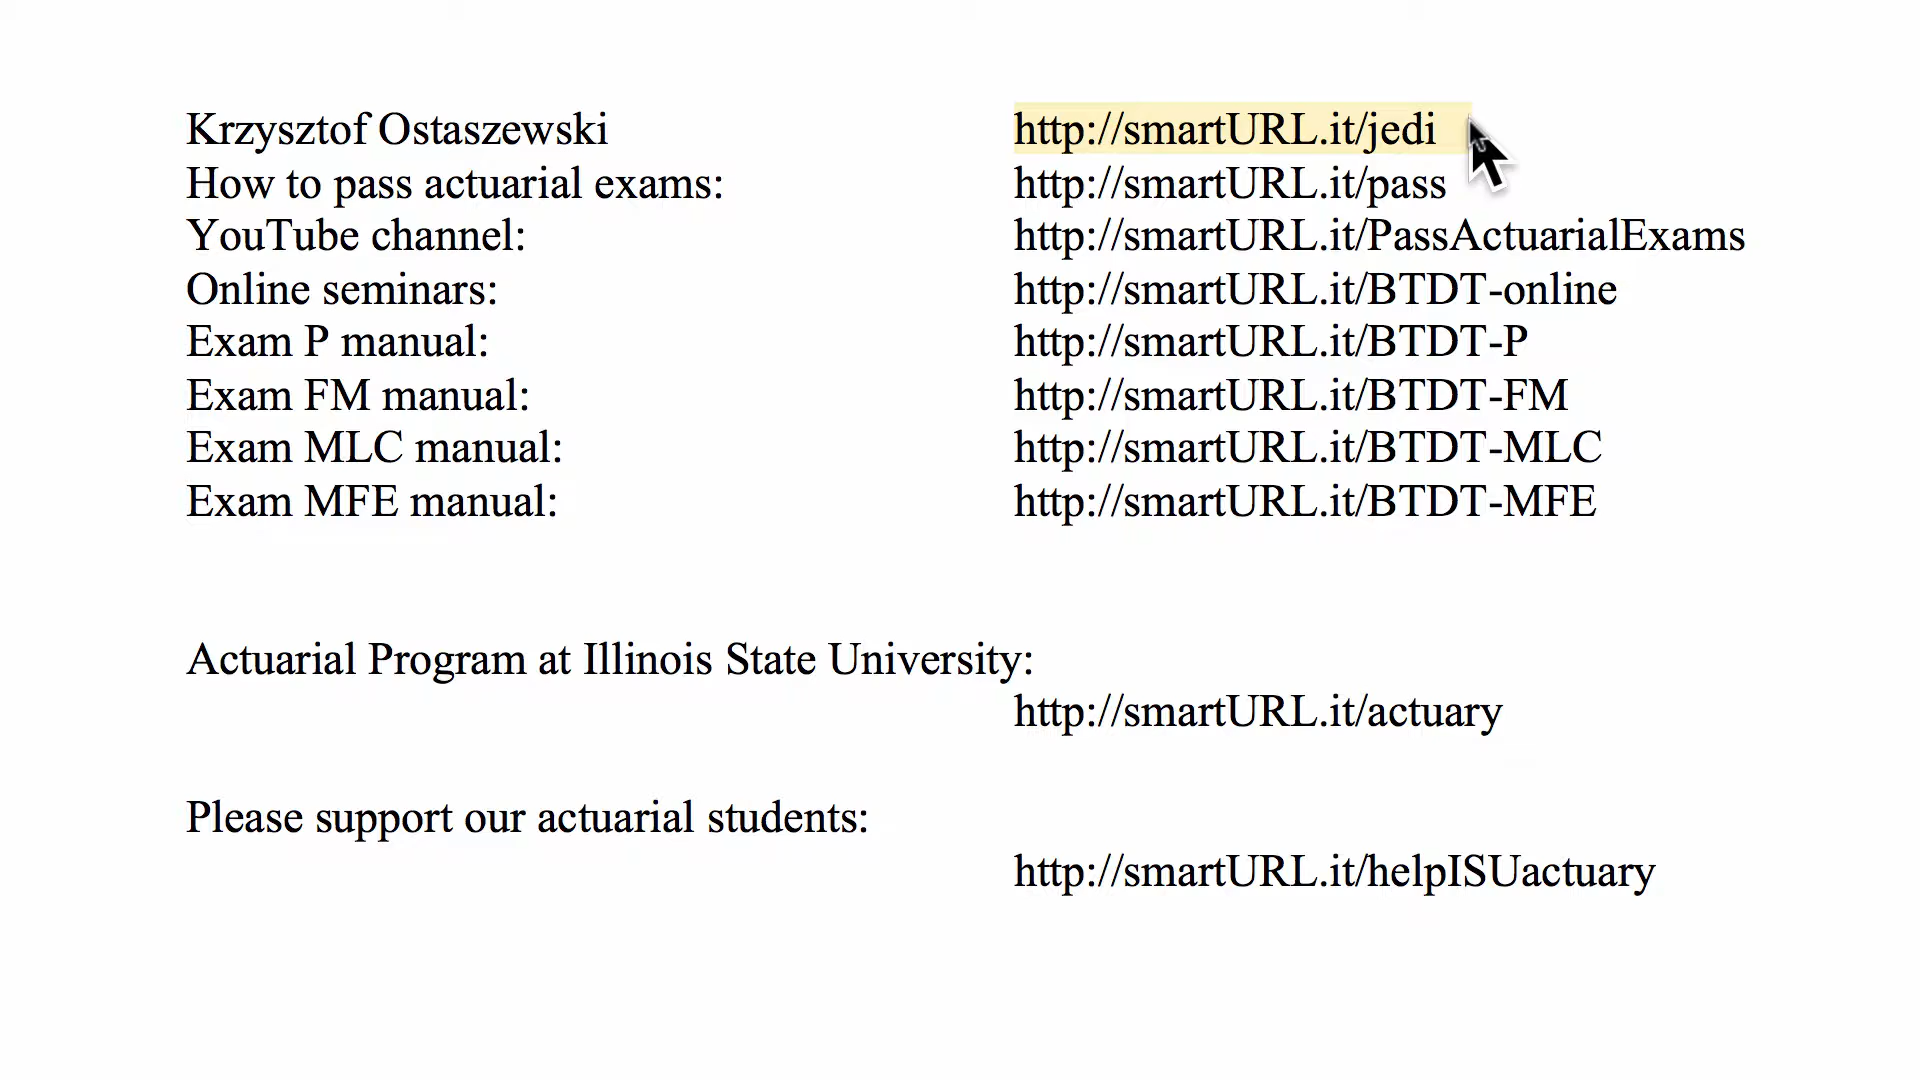 Krzysztof Ostaszewski http://smartURL.it/jedi
How to pass actuarial exams: http://smartURL.it/pass
YouTube channel: http://smartURL.it/PassActuarialExams
Online seminars: http://smartURL.it/BTDT-online
Exam P manual: http://smartURL.it/BTDT-P
Exam FM manual: http://smartURL.it/BTDT-FM
Exam MLC manual: http://smartURL.it/BTDT-MLC
Exam MFE manual: http://smartURL.it/BTDT-MFE
Actuarial Program at Illinois State University:
http://smartURL.it/actuary
Please support our actuarial students:
http://smartURL.it/helpISUactuary